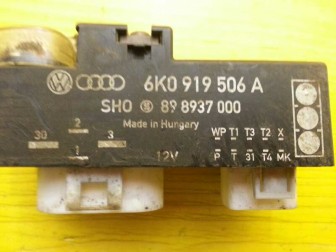 6K0 919 506 A
SHO 89 8937 000
Made in Hungary
2
30 3
1 12V
WP T1 T3 T2 X
P T 31 T4 MK